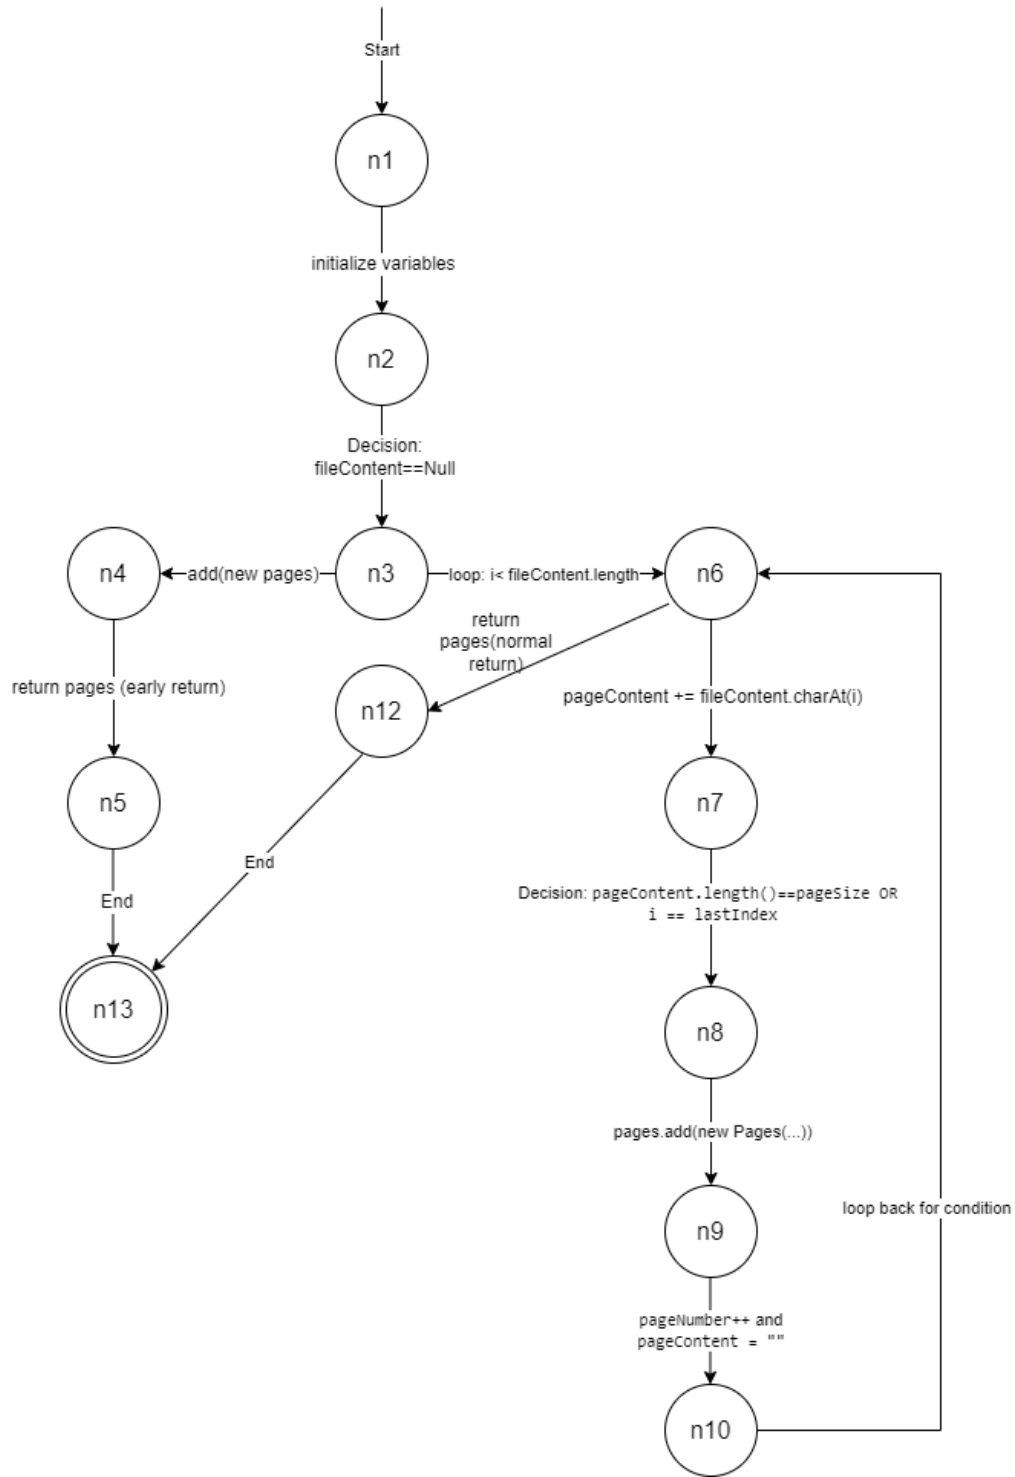 Start
n1
initialize variables
n2
Decision:
fileContent==Null
n4
add(new pages)
n3
loop: i< fileContent.length
n6
return
pages(normal
return)
return pages (early return)
n12
pageContent += fileContent.charAt(i)
n5
n7
End
Decision: pageContent.length()==pageSize OR
i == lastIndex
End
n13
n8
pages.add(new Pages(...))
loop back for condition
n9
pageNumber++ and
pageContent = ""
n10